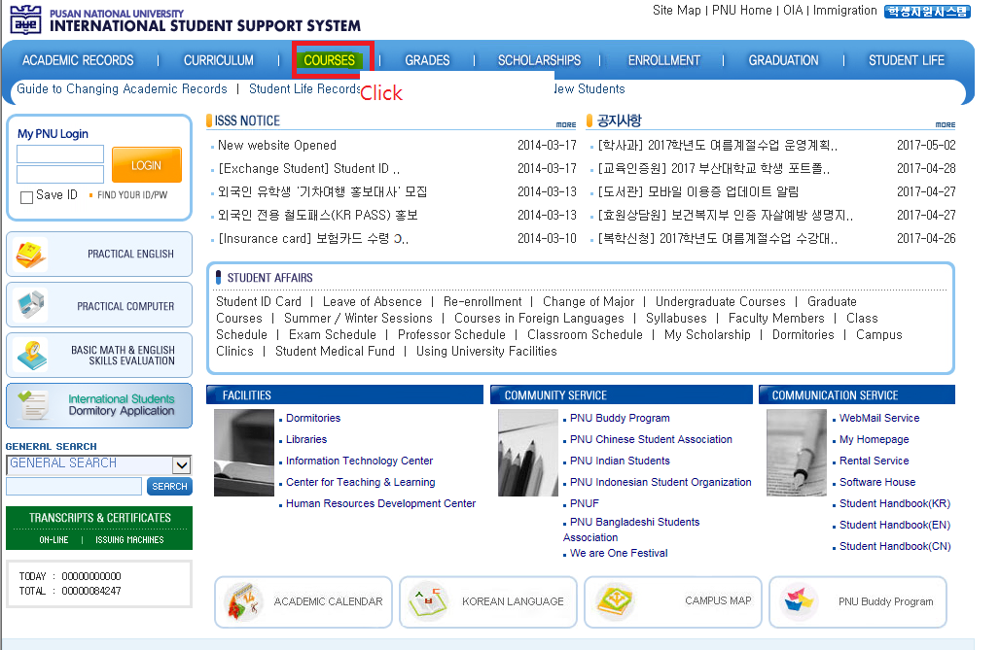 PUSAN NATIONAL UNIVERSITY
INTERNATIONAL STUDENT SUPPORT SYSTEM
Site Map | PNU Home | OIA | Immigration 학생지원시스템
ACADEMIC RECORDS | CURRICULUM | COURSES | GRADES | SCHOLARSHIPS | ENROLLMENT | GRADUATION | STUDENT LIFE
Guide to Changing Academic Records | Student Life Records
Click
New Students
My PNU Login
LOGIN
Save ID
FIND YOUR ID/PW
PRACTICAL ENGLISH
PRACTICAL COMPUTER
BASIC MATH & ENGLISH
SKILLS EVALUATION
International Students
Dormitory Application
GENERAL SEARCH
GENERAL SEARCH
SEARCH
TRANSCRIPTS & CERTIFICATES
ON-LINE | ISSUING MACHINES
TODAY : 00000000000
TOTAL : 00000084247
ISSS NOTICE MORE
New website Opened 2014-03-17
[Exchange Student] Student ID .. 2014-03-17
외국인 유학생 '기차여행 홍보대사' 모집 2014-03-13
외국인 전용 철도패스(KR PASS) 홍보 2014-03-13
[Insurance card] 보험카드 수령 안.. 2014-03-10
공지사항 MORE
[학사과] 2017학년도 여름계절수업 운영계획.. 2017-05-02
[교육인증원] 2017 부산대학교 학생 포트폴.. 2017-04-28
[도서관] 모바일 이용증 업데이트 알림 2017-04-27
[효원상담원] 보건복지부 인증 자살예방 생명지.. 2017-04-27
[복학신청] 2017학년도 여름계절수업 수강대.. 2017-04-26
STUDENT AFFAIRS
Student ID Card | Leave of Absence | Re-enrollment | Change of Major | Undergraduate Courses | Graduate
Courses | Summer / Winter Sessions | Courses in Foreign Languages | Syllabuses | Faculty Members | Class
Schedule | Exam Schedule | Professor Schedule | Classroom Schedule | My Scholarship | Dormitories | Campus
Clinics | Student Medical Fund | Using University Facilities
FACILITIES
Dormitories
Libraries
Information Technology Center
Center for Teaching & Learning
Human Resources Development Center
COMMUNITY SERVICE
PNU Buddy Program
PNU Chinese Student Association
PNU Indian Students
PNU Indonesian Student Organization
PNUF
PNU Bangladeshi Students
Association
We are One Festival
COMMUNICATION SERVICE
WebMail Service
My Homepage
Rental Service
Software House
Student Handbook(KR)
Student Handbook(EN)
Student Handbook(CN)
ACADEMIC CALENDAR
KOREAN LANGUAGE
CAMPUS MAP
PNU Buddy Program